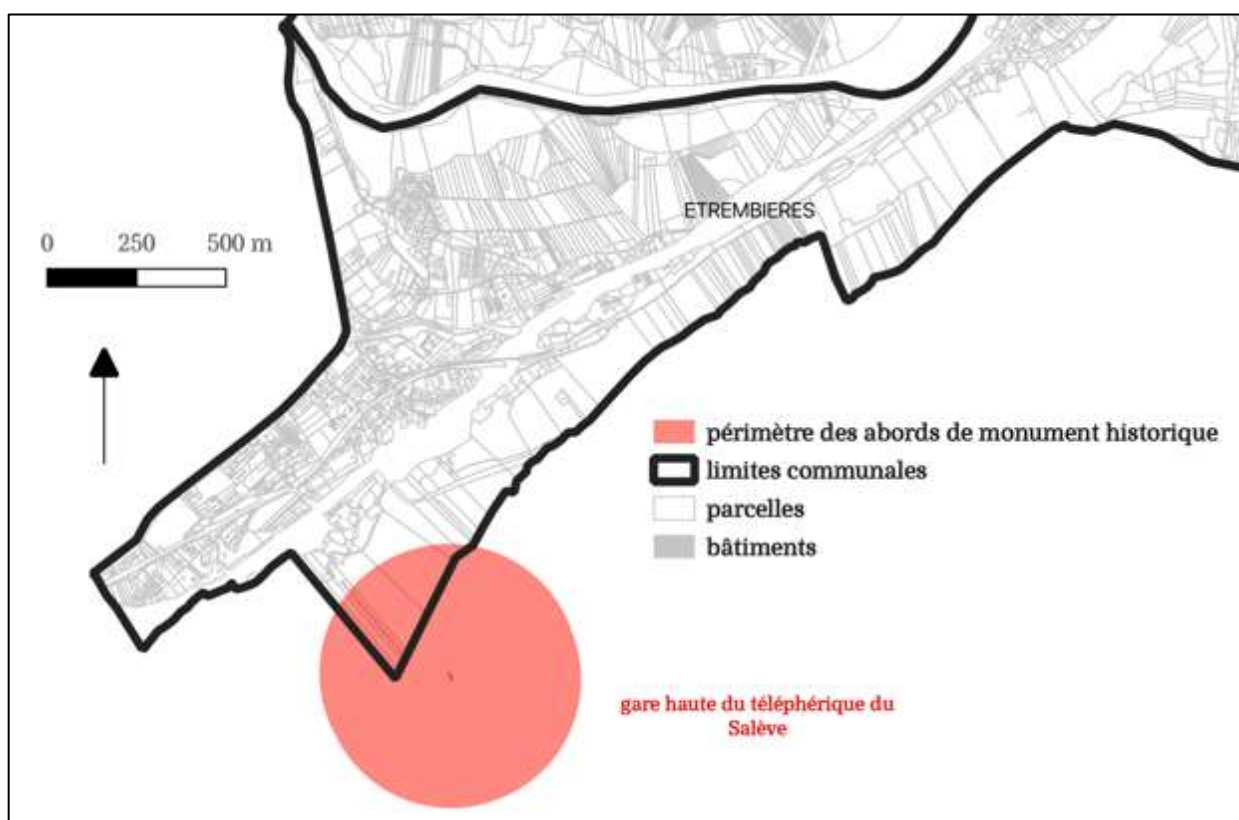 ETREMBIERES
0 250 500 m
périmètre des abords de monument historique
limites communales
parcelles
bâtiments
gare haute du téléphérique du
Salève